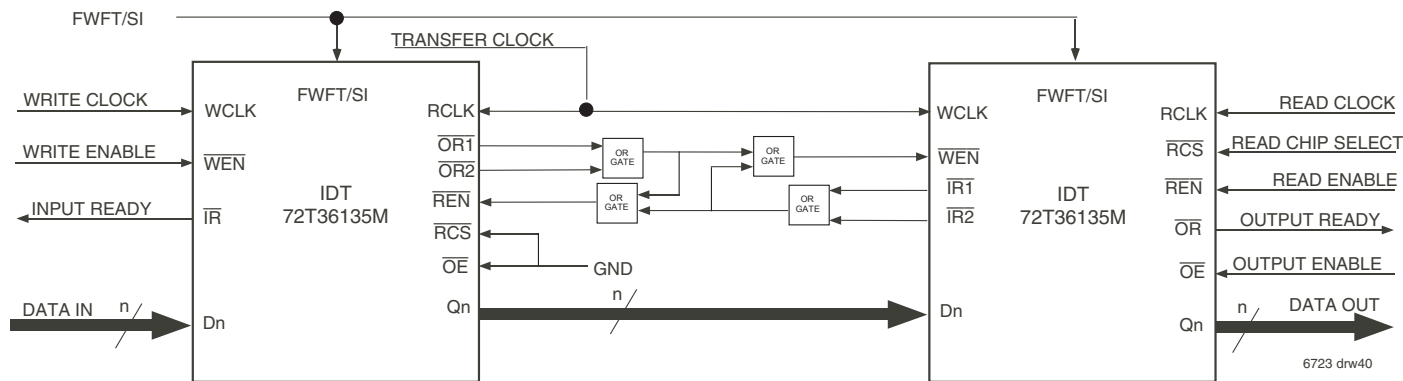 FWFT/SI
TRANSFER CLOCK
WRITE CLOCK
WRITE ENABLE
INPUT READY
DATA IN
n
FWFT/SI
WCLK
WEN
IR
Dn
IDT
72T36135M
RCLK
OR1
OR2
REN
RCS
OE
Qn
OR
GATE
OR
GATE
OR
GATE
OR
GATE
GND
n
FWFT/SI
WCLK
WEN
IR1
IR2
Dn
IDT
72T36135M
RCLK
RCS
REN
OR
OE
Qn
READ CLOCK
READ CHIP SELECT
READ ENABLE
OUTPUT READY
OUTPUT ENABLE
n
DATA OUT
6723 drw40